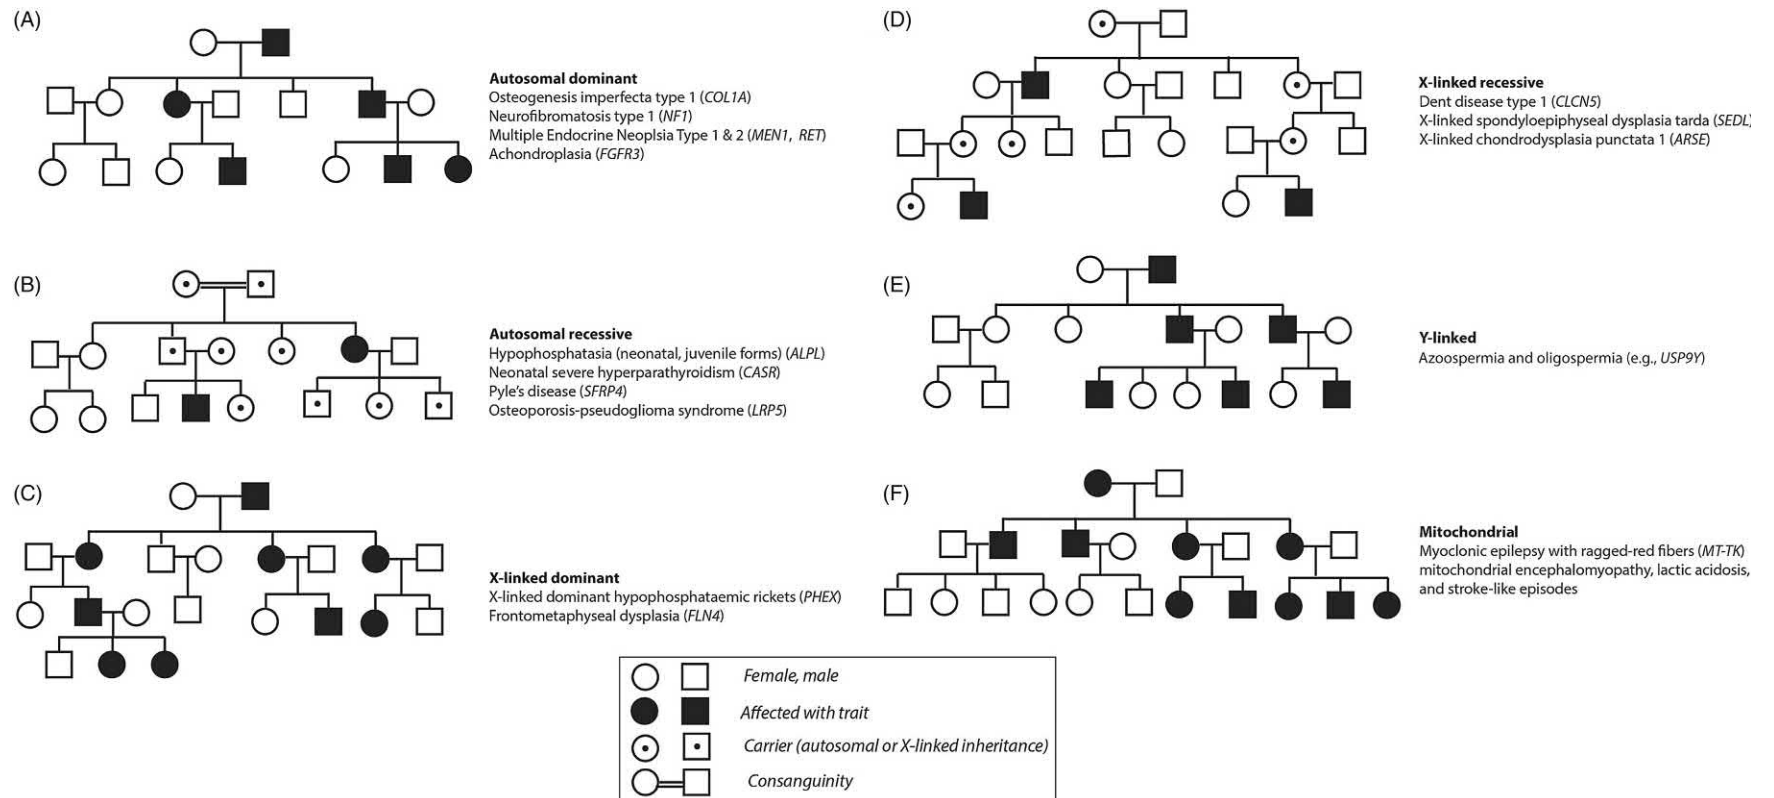 (A)
Autosomal dominant
Osteogenesis imperfecta type 1 (COL1A)
Neurofibromatosis type 1 (NF1)
Multiple Endocrine Neoplsia Type 1 & 2 (MEN1, RET)
Achondroplasia (FGFR3)
(B)
Autosomal recessive
Hypophosphatasia (neonatal, juvenile forms) (ALPL)
Neonatal severe hyperparathyroidism (CASR)
Pyle's disease (SFRP4)
Osteoporosis-pseudoglioma syndrome (LRP5)
(C)
X-linked dominant
X-linked dominant hypophosphataemic rickets (PHEX)
Frontometaphyseal dysplasia (FLN4)
(D)
X-linked recessive
Dent disease type 1 (CLCN5)
X-linked spondyloepiphyseal dysplasia tarda (SEDL)
X-linked chondrodysplasia punctata 1 (ARSE)
(E)
Y-linked
Azoospermia and oligospermia (e.g., USP9Y)
(F)
Mitochondrial
Myoclonic epilepsy with ragged-red fibers (MT-TK)
mitochondrial encephalomyopathy, lactic acidosis,
and stroke-like episodes
Female, male
Affected with trait
Carrier (autosomal or X-linked inheritance)
Consanguinity